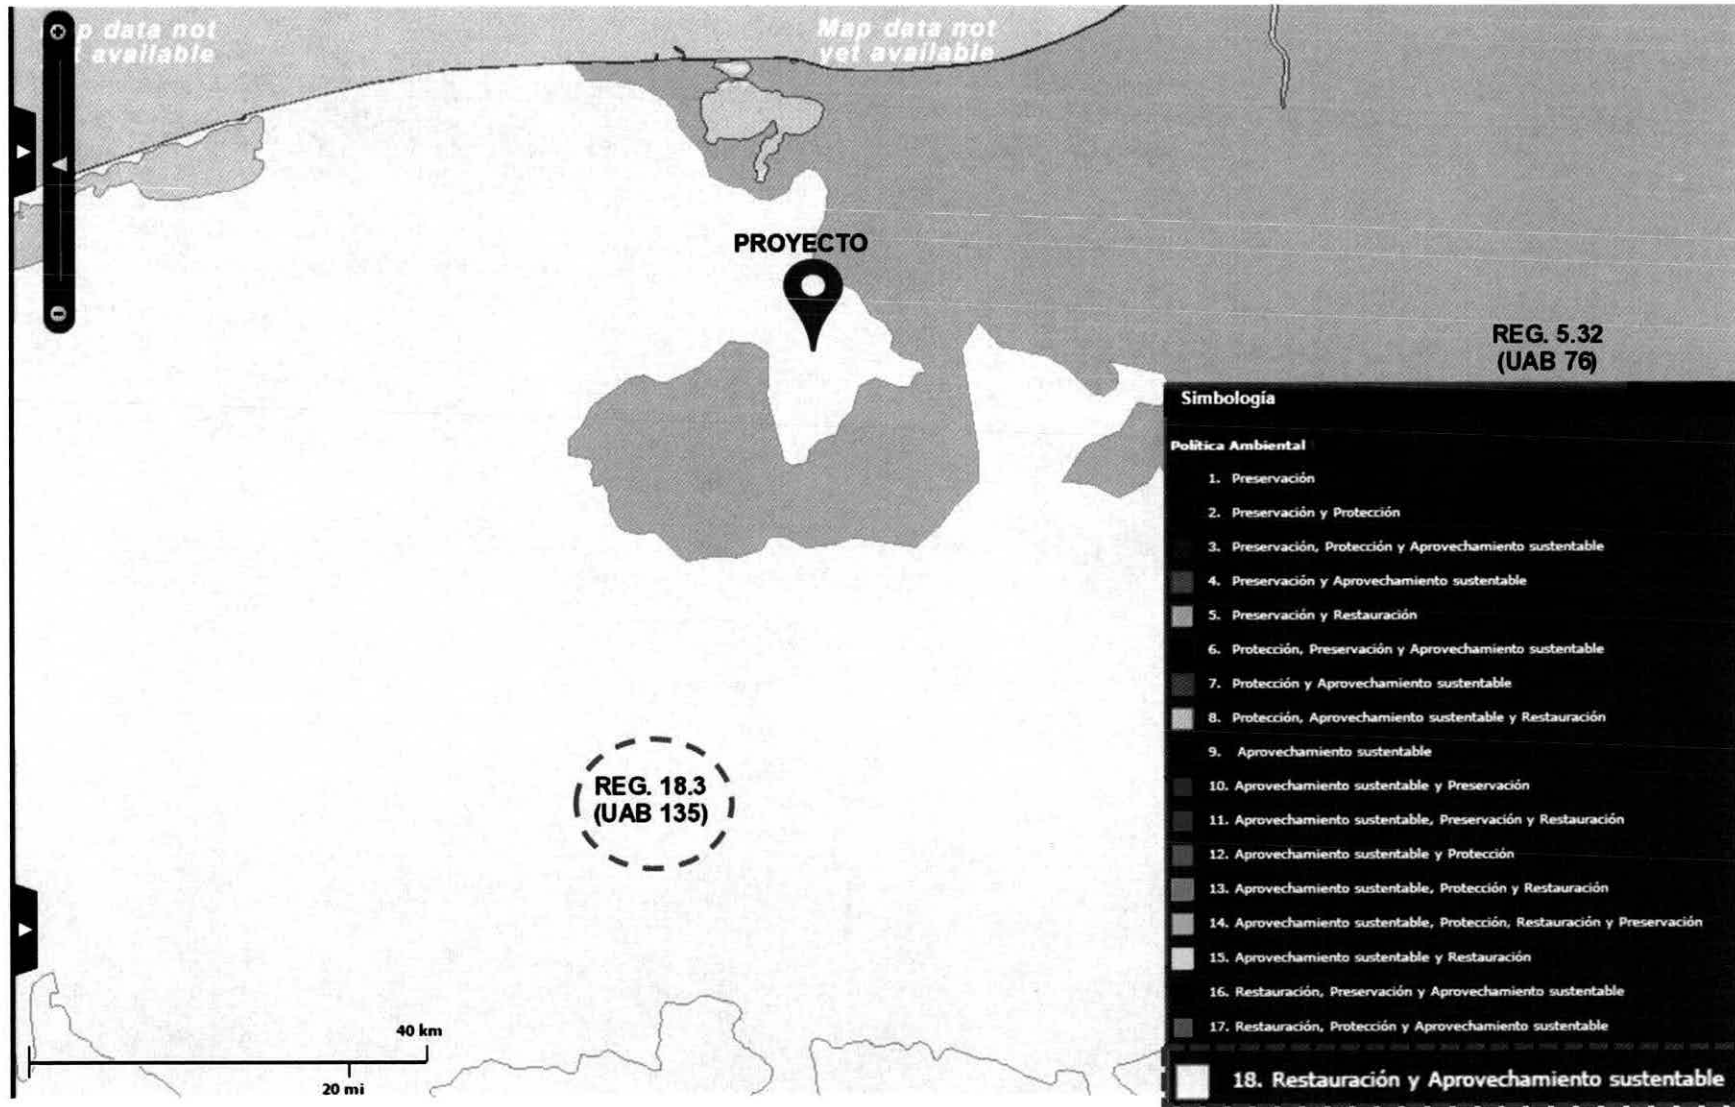 Map data not
yet available
Map data not
yet available
PROYECTO
REG. 5.32
(UAB 76)
REG. 18.3
(UAB 135)
40 km
20 mi
Simbología
Política Ambiental
1. Preservación
2. Preservación y Protección
3. Preservación, Protección y Aprovechamiento sustentable
4. Preservación y Aprovechamiento sustentable
5. Preservación y Restauración
6. Protección, Preservación y Aprovechamiento sustentable
7. Protección y Aprovechamiento sustentable
8. Protección, Aprovechamiento sustentable y Restauración
9. Aprovechamiento sustentable
10. Aprovechamiento sustentable y Preservación
11. Aprovechamiento sustentable, Preservación y Restauración
12. Aprovechamiento sustentable y Protección
13. Aprovechamiento sustentable, Protección y Restauración
14. Aprovechamiento sustentable, Protección, Restauración y Preservación
15. Aprovechamiento sustentable y Restauración
16. Restauración, Preservación y Aprovechamiento sustentable
17. Restauración, Protección y Aprovechamiento sustentable
18. Restauración y Aprovechamiento sustentable